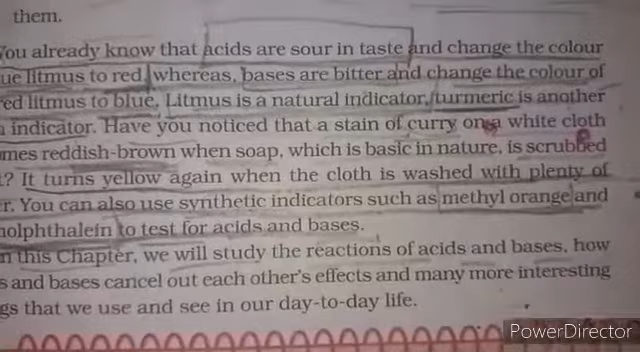 them.
You already know that acids are sour in taste and change the colour
ue litmus to red, whereas, bases are bitter and change the colour of
ed litmus to blue. Litmus is a natural indicator, turmeric is another
indicator. Have you noticed that a stain of curry on a white cloth
mes reddish-brown when soap, which is basic in nature, is scrubbed
t? It turns yellow again when the cloth is washed with plenty of
r. You can also use synthetic indicators such as methyl orange and
nolphthalein to test for acids and bases.
n this Chapter, we will study the reactions of acids and bases, how
s and bases cancel out each other's effects and many more interesting
gs that we use and see in our day-to-day life.
PowerDirector